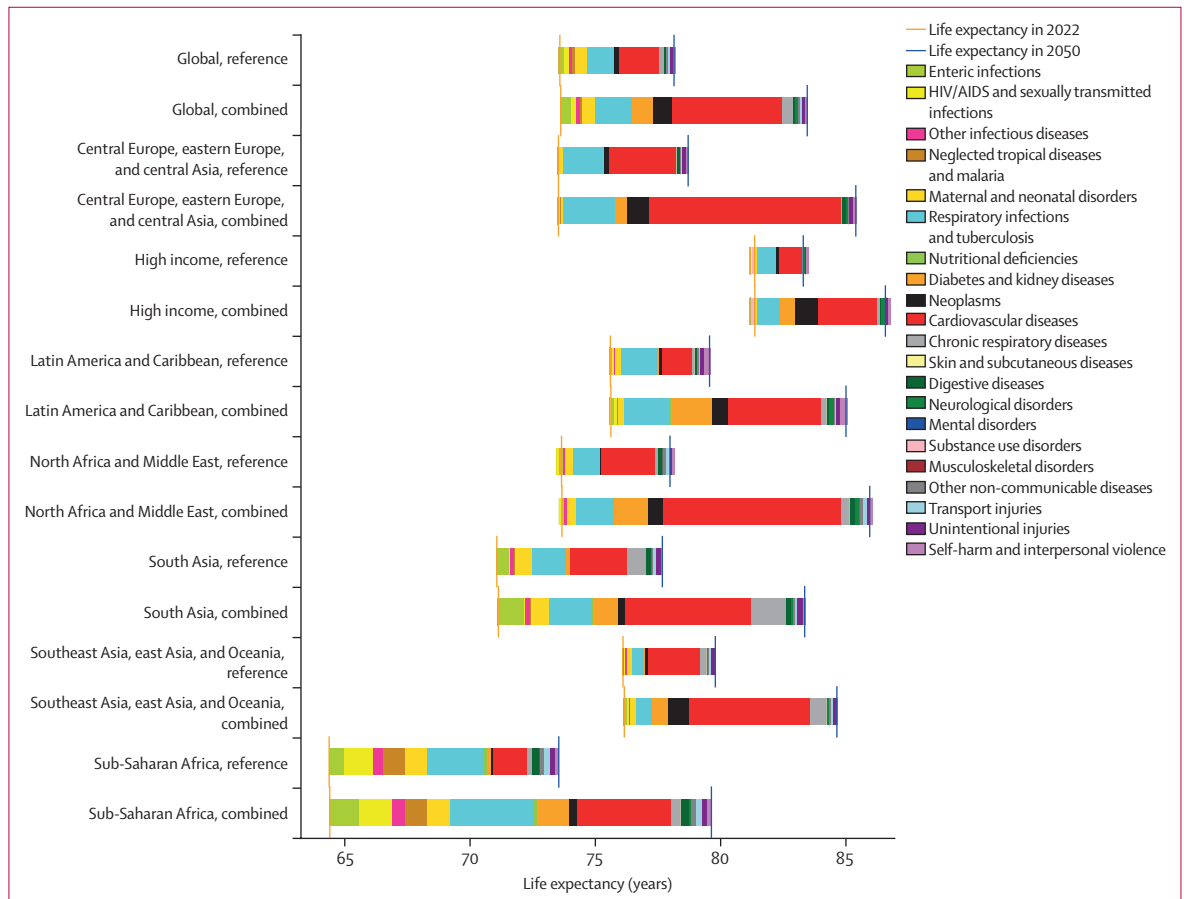 Global, reference
Global, combined
Central Europe, eastern Europe,
and central Asia, reference
Central Europe, eastern Europe,
and central Asia, combined
High income, reference
High income, combined
Latin America and Caribbean, reference
Latin America and Caribbean, combined
North Africa and Middle East, reference
North Africa and Middle East, combined
South Asia, reference
South Asia, combined
Southeast Asia, east Asia, and Oceania,
reference
Southeast Asia, east Asia, and Oceania,
combined
Sub-Saharan Africa, reference
Sub-Saharan Africa, combined
65 70 75 80 85
Life expectancy (years)
Life expectancy in 2022
Life expectancy in 2050
Enteric infections
HIV/AIDS and sexually transmitted
infections
Other infectious diseases
Neglected tropical diseases
and malaria
Maternal and neonatal disorders
Respiratory infections
and tuberculosis
Nutritional deficiencies
Diabetes and kidney diseases
Neoplasms
Cardiovascular diseases
Chronic respiratory diseases
Skin and subcutaneous diseases
Digestive diseases
Neurological disorders
Mental disorders
Substance use disorders
Musculoskeletal disorders
Other non-communicable diseases
Transport injuries
Unintentional injuries
Self-harm and interpersonal violence